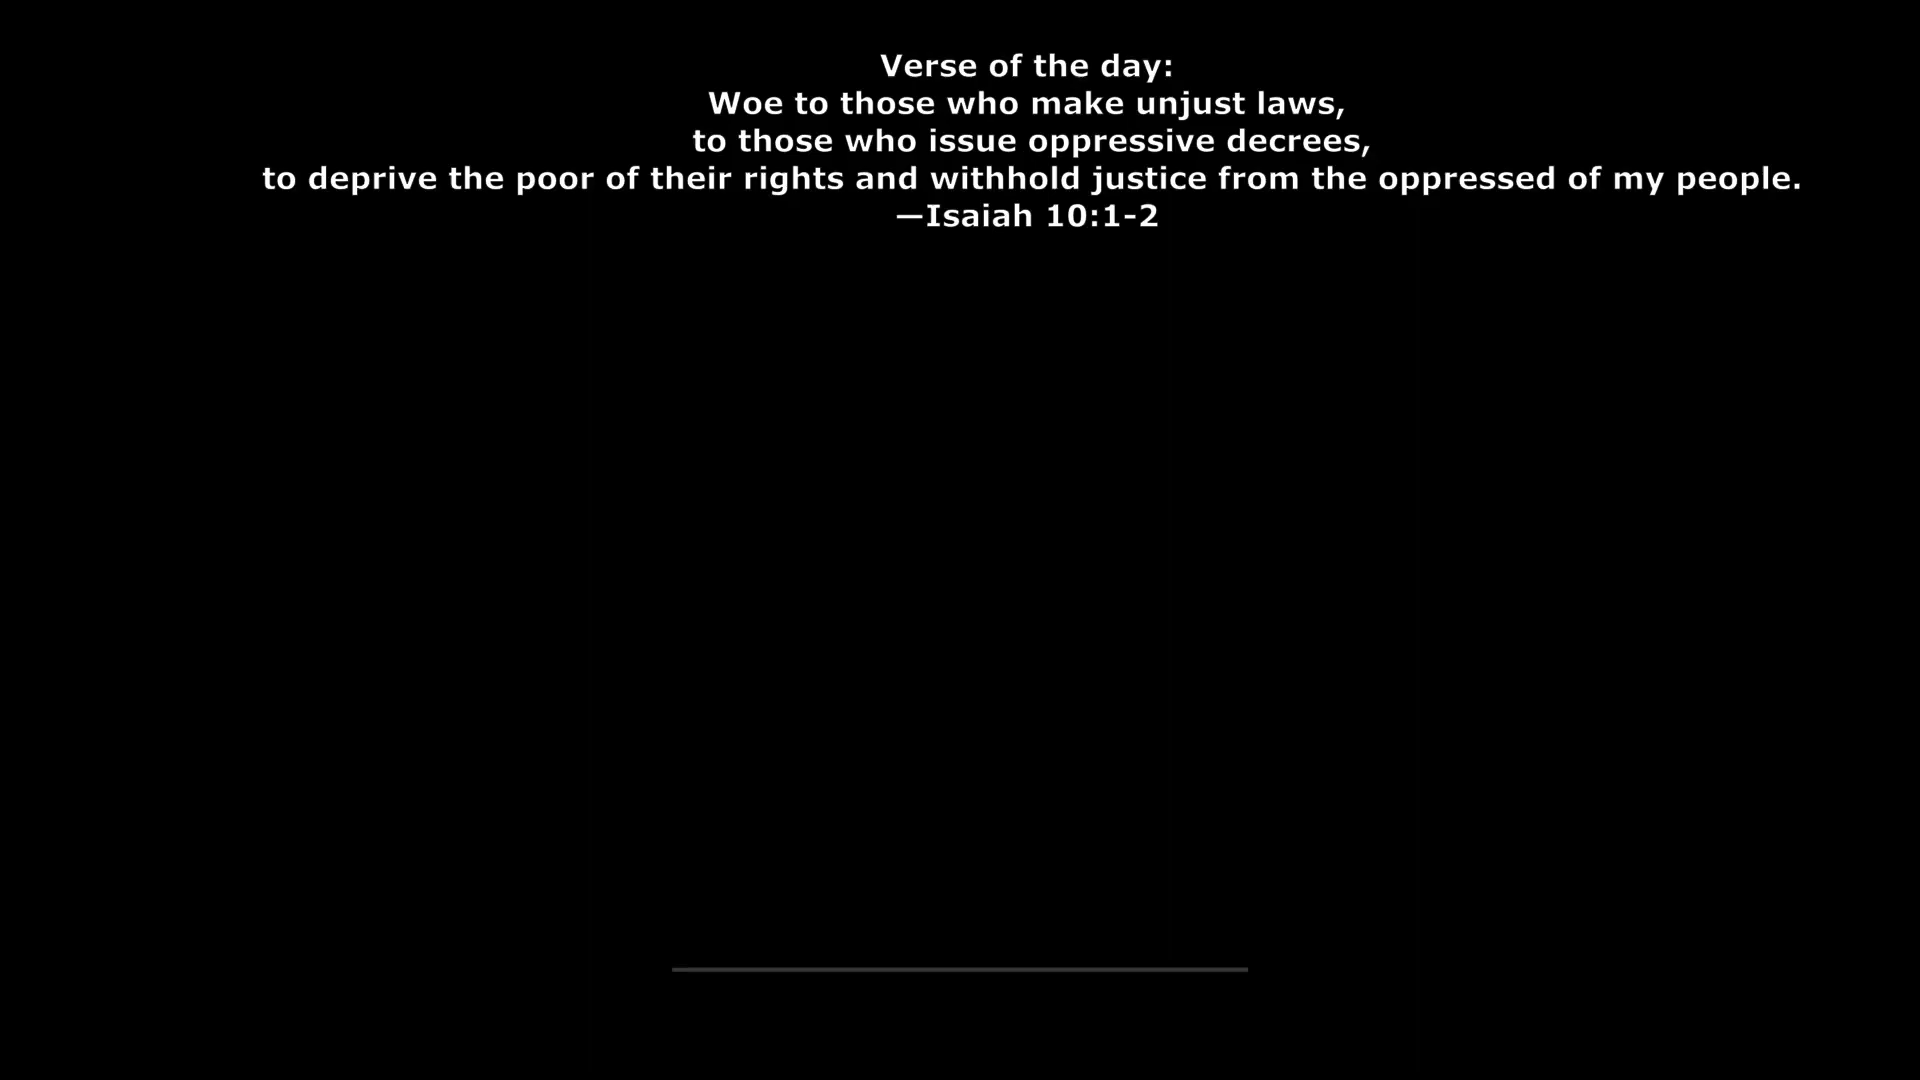 Verse of the day:
Woe to those who make unjust laws,
to those who issue oppressive decrees,
to deprive the poor of their rights and withhold justice from the oppressed of my people.
—Isaiah 10:1-2